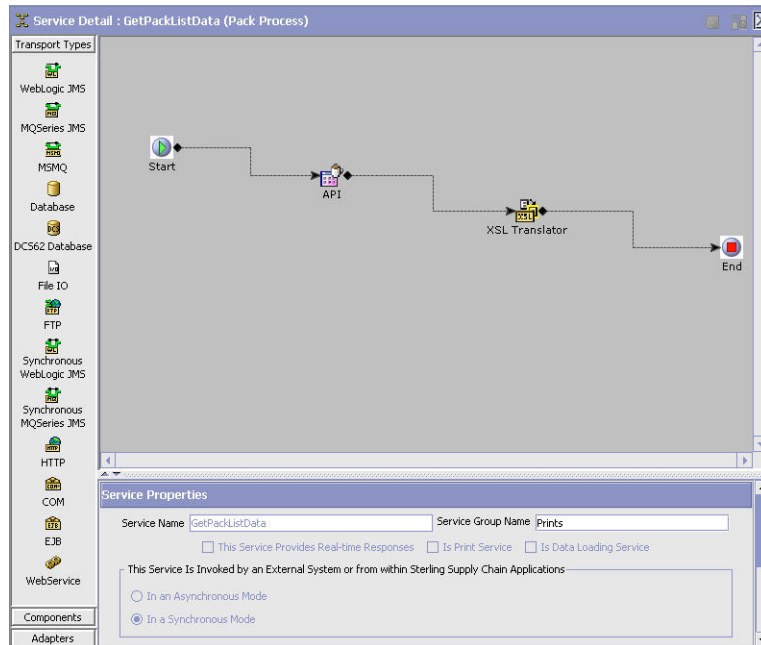 Service Detail : GetPackListData (Pack Process)
Transport Types
WebLogic JMS
MQSeries JMS
MSMQ
Database
DCS62 Database
File IO
FTP
Synchronous
WebLogic JMS
Synchronous
MQSeries JMS
HTTP
COM
EJB
WebService
Components
Adapters
Start
API
XSL Translator
End
Service Properties
Service Name GetPackListData Service Group Name Prints
This Service Provides Real-time Responses Is Print Service Is Data Loading Service
This Service Is Invoked by an External System or from within Sterling Supply Chain Applications
In an Asynchronous Mode
In a Synchronous Mode